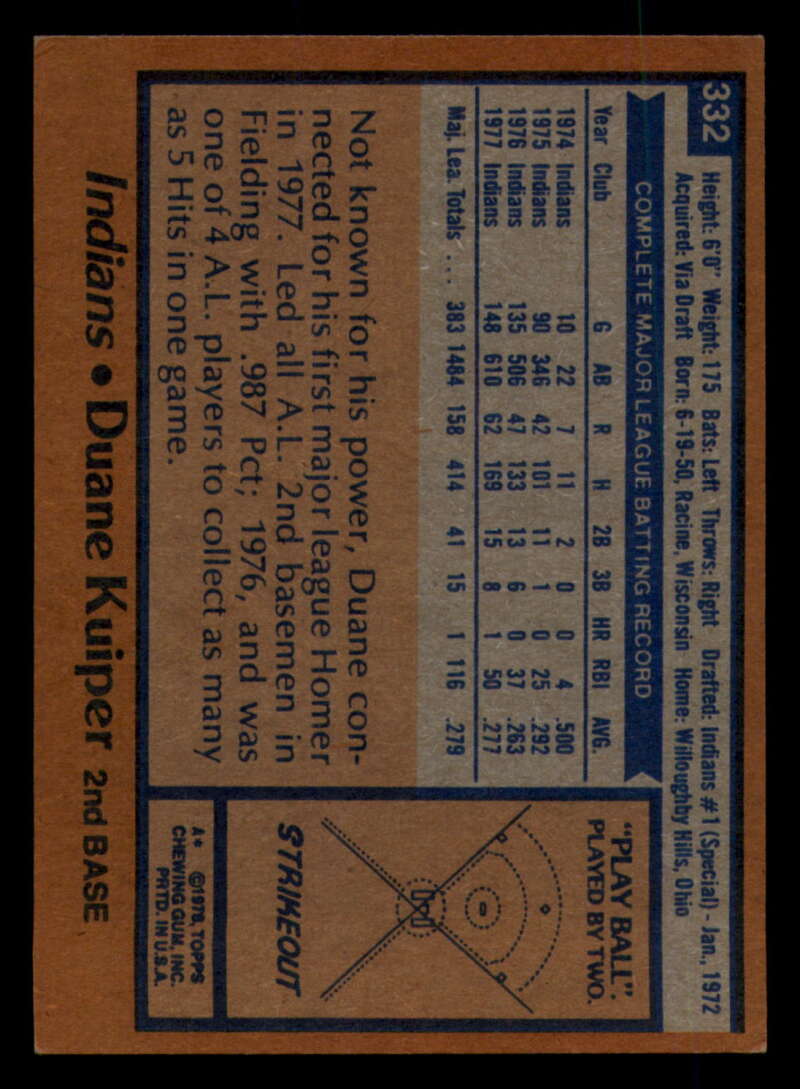 332
Height: 6'0" Weight: 175 Bats: Left Throws: Right Drafted: Indians #1 (Special) - Jan., 1972
Acquired: Via Draft Born: 6-19-50, Racine, Wisconsin Home: Willoughby Hills, Ohio
COMPLETE MAJOR LEAGUE BATTING RECORD
Year Club G AB R H 2B 3B HR RBI AVG.
1974 Indians 10 22 7 11 2 0 0 4 .500
1975 Indians 90 346 42 101 11 1 0 25 .292
1976 Indians 135 506 47 133 13 6 0 37 .263
1977 Indians 148 610 62 169 15 8 1 50 .277
Maj. Lea. Totals ... 383 1484 158 414 41 15 1 116 .279
Not known for his power, Duane con-
nected for his first major league Homer
in 1977. Led all A.L. 2nd basemen in
Fielding with .987 Pct; 1976, and was
one of 4 A.L. players to collect as many
as 5 Hits in one game.
"PLAY BALL".
PLAYED BY TWO.
STRIKEOUT
A* ©1978, TOPPS
CHEWING GUM, INC.
PRTD. IN U.S.A.
Indians • Duane Kuiper 2nd BASE